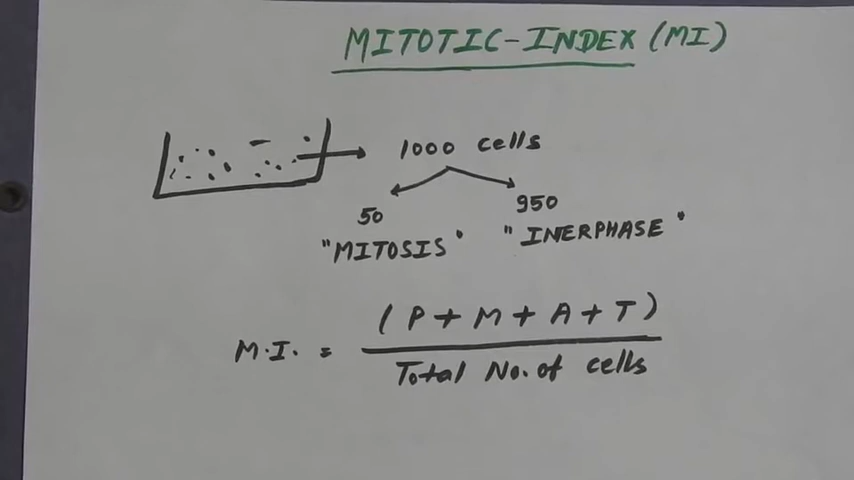 MITOTIC-INDEX (MI)
1000 cells
50 950
"MITOSIS" "INERPHASE"
(P+M+A+T)
M.I. =
Total No. of cells